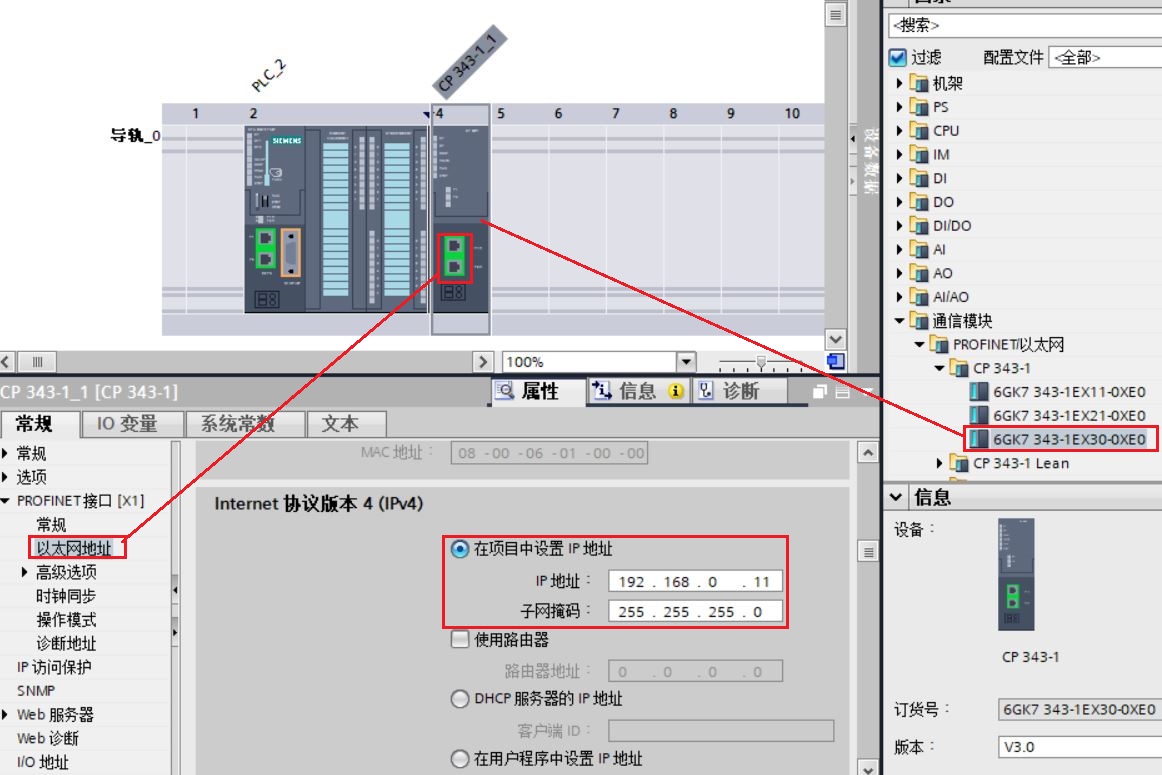 目录
<搜索>
过滤 配置文件 <全部>
机架
PS
CPU
IM
DI
DO
DI/DO
AI
AO
AI/AO
通信模块
PROFINET/以太网
CP 343-1
6GK7 343-1EX11-0XE0
6GK7 343-1EX21-0XE0
6GK7 343-1EX30-0XE0
CP 343-1 Lean
PLC_2
CP 343-1_1
1 2 4 5 6 7 8 9 10
导轨_0
SIEMENS
设备数据
100%
CP 343-1_1 [CP 343-1]
属性 信息 诊断
常规 IO 变量 系统常数 文本
常规
选项
PROFINET接口 [X1]
常规
以太网地址
高级选项
时钟同步
操作模式
诊断地址
IP 访问保护
SNMP
Web 服务器
Web 诊断
I/O 地址
MAC 地址： 08 -00 -06 -01 -00 -00
Internet 协议版本 4 (IPv4)
在项目中设置 IP 地址
IP 地址： 192 . 168 . 0 . 11
子网掩码： 255 . 255 . 255 . 0
使用路由器
路由器地址： 0 . 0 . 0 . 0
DHCP 服务器的 IP 地址
客户端 ID：
在用户程序中设置 IP 地址
信息
设备：
CP 343-1
订货号： 6GK7 343-1EX30-0XE0
版本： V3.0